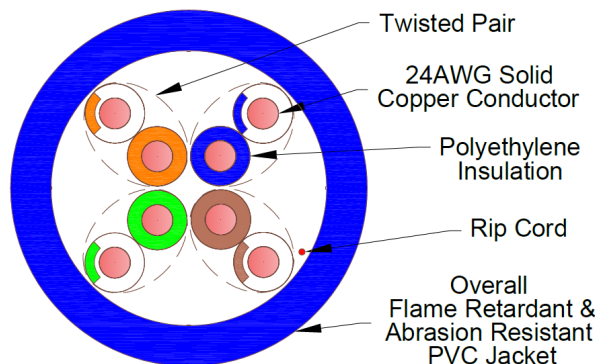 Twisted Pair
24AWG Solid
Copper Conductor
Polyethylene
Insulation
Rip Cord
Overall
Flame Retardant &
Abrasion Resistant
PVC Jacket